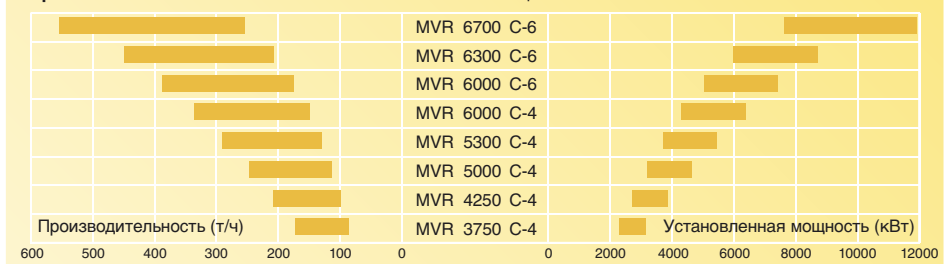 MVR 6700 C-6
MVR 6300 C-6
MVR 6000 C-6
MVR 6000 C-4
MVR 5300 C-4
MVR 5000 C-4
MVR 4250 C-4
Производительность (т/ч) MVR 3750 C-4 Установленная мощность (кВт)
600 500 400 300 200 100 0 0 2000 4000 6000 8000 10000 12000